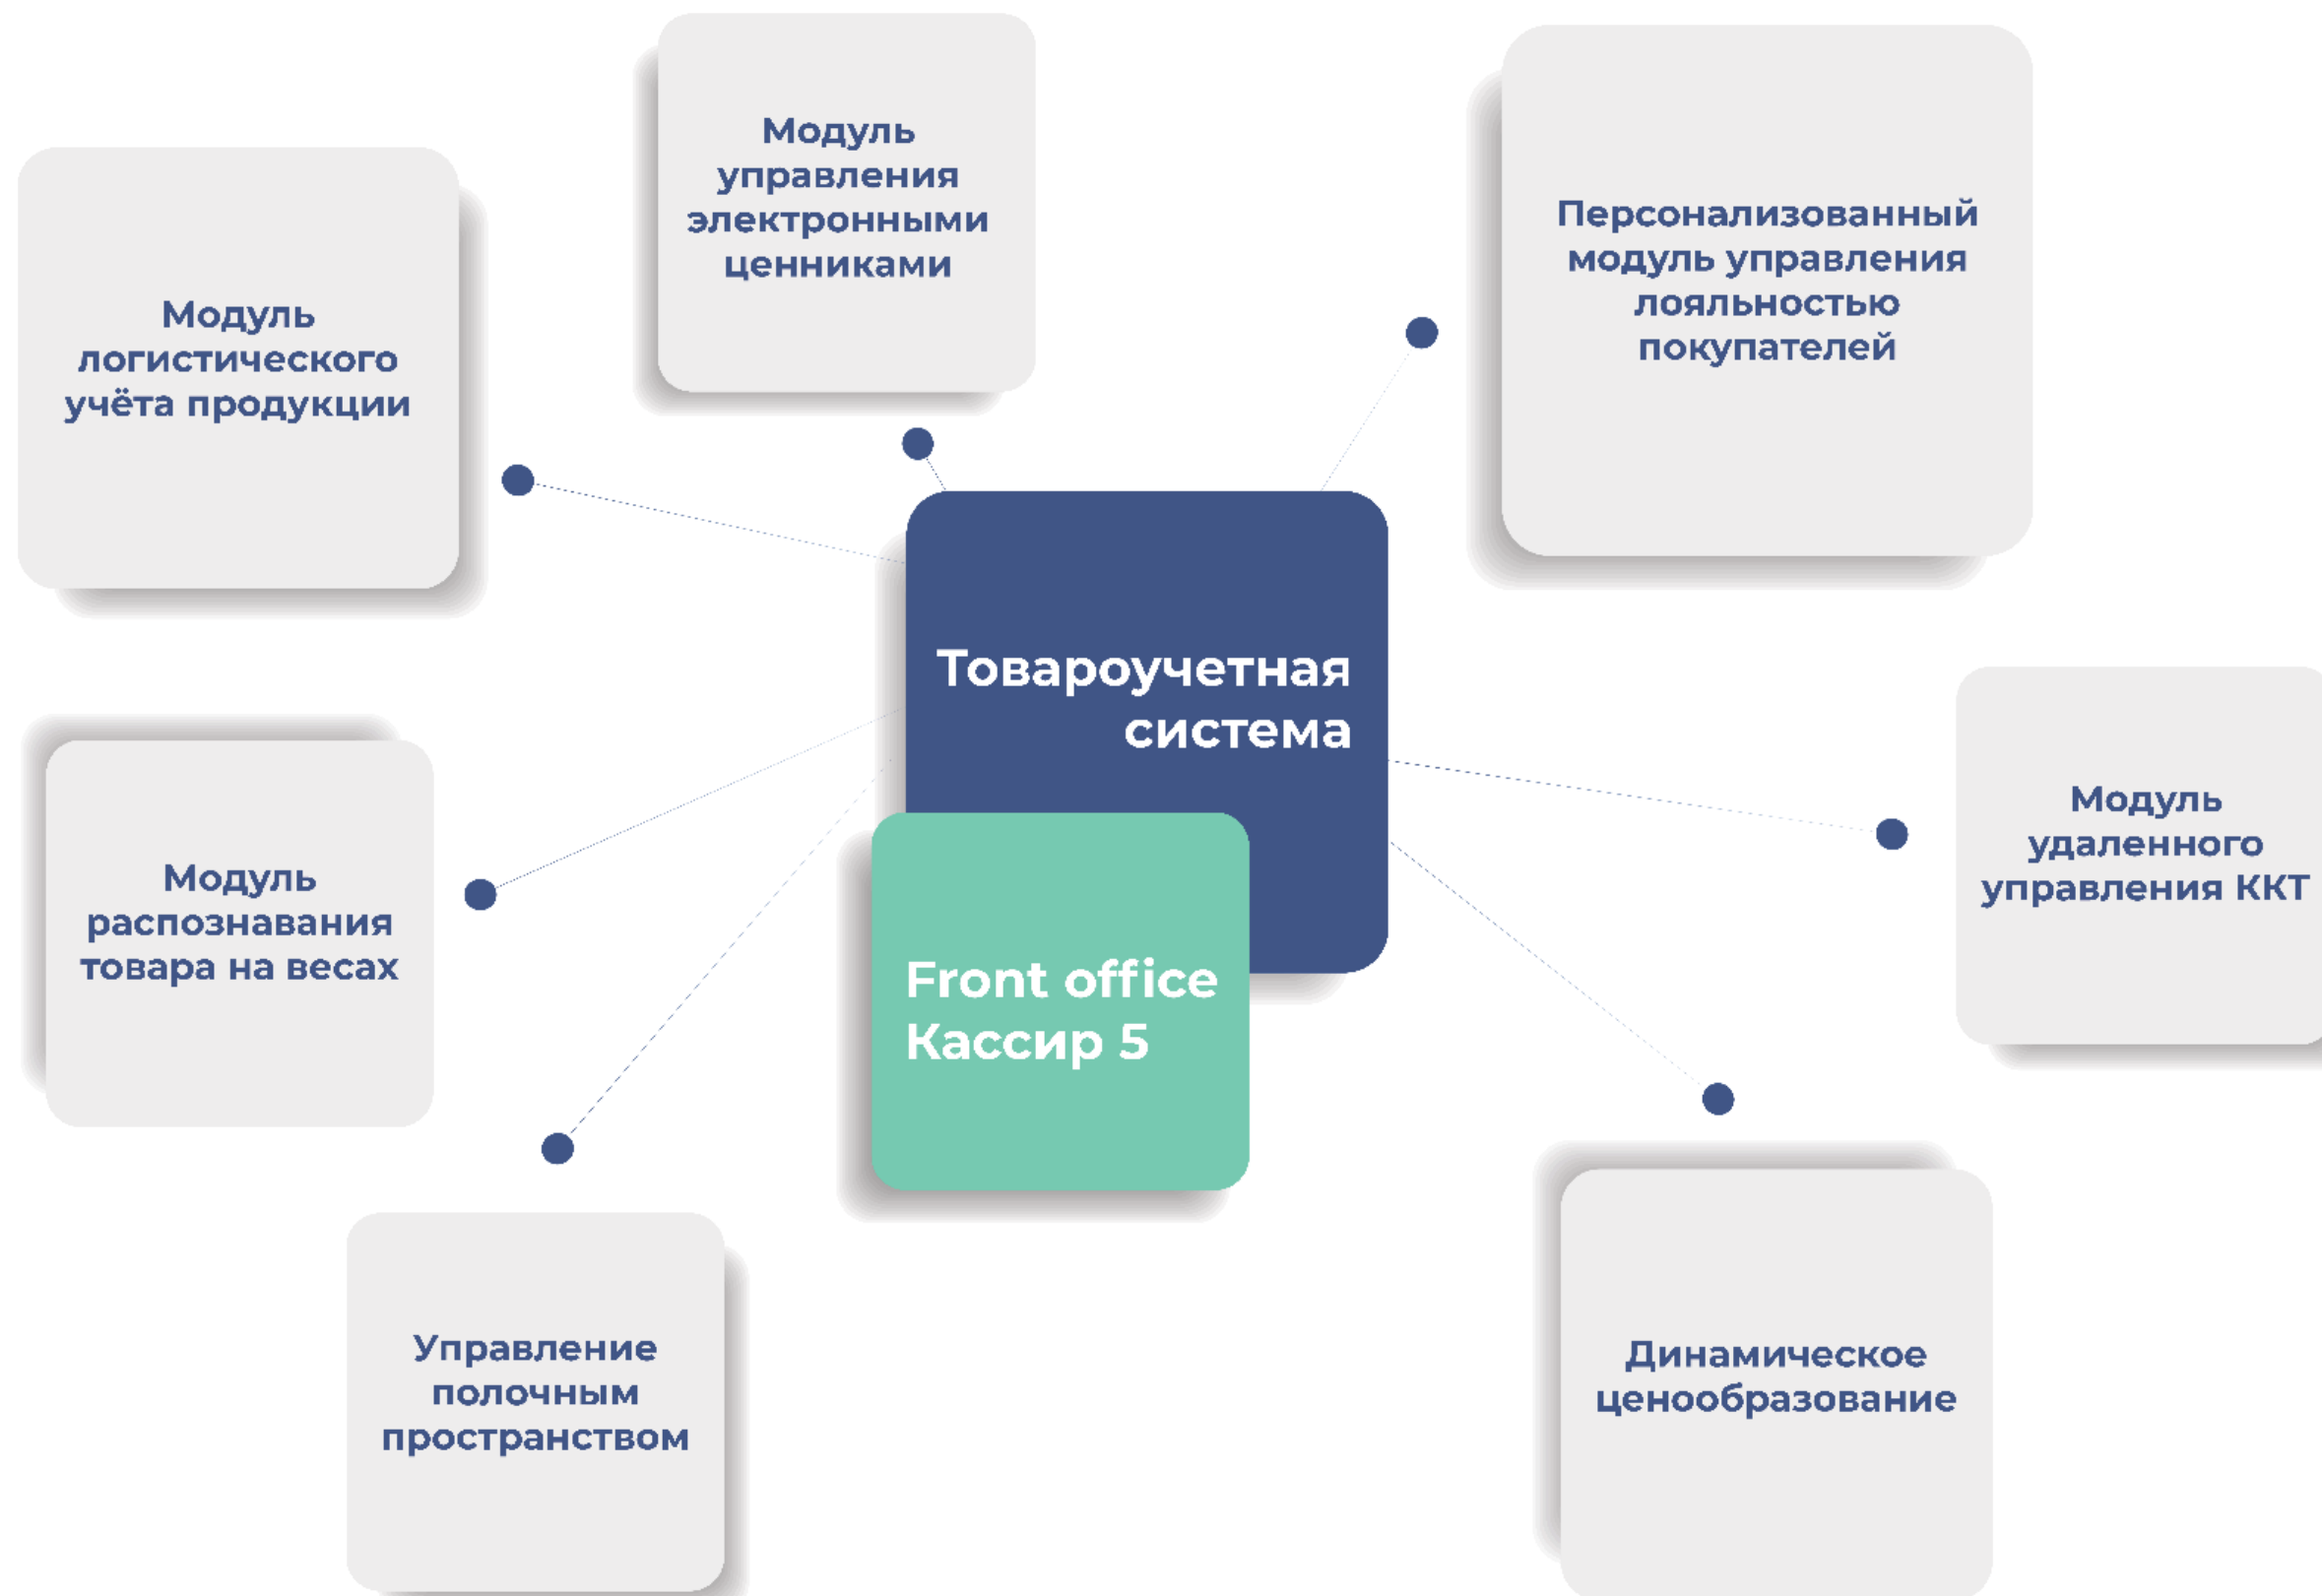 Модуль
управления
электронными
ценниками
Персонализованный
модуль управления
лояльностью
покупателей
Модуль
логистического
учёта продукции
Товароучетная
система
Модуль
удаленного
управления ККТ
Модуль
распознавания
товара на весах
Front office
Кассир 5
Управление
полочным
пространством
Динамическое
ценообразование